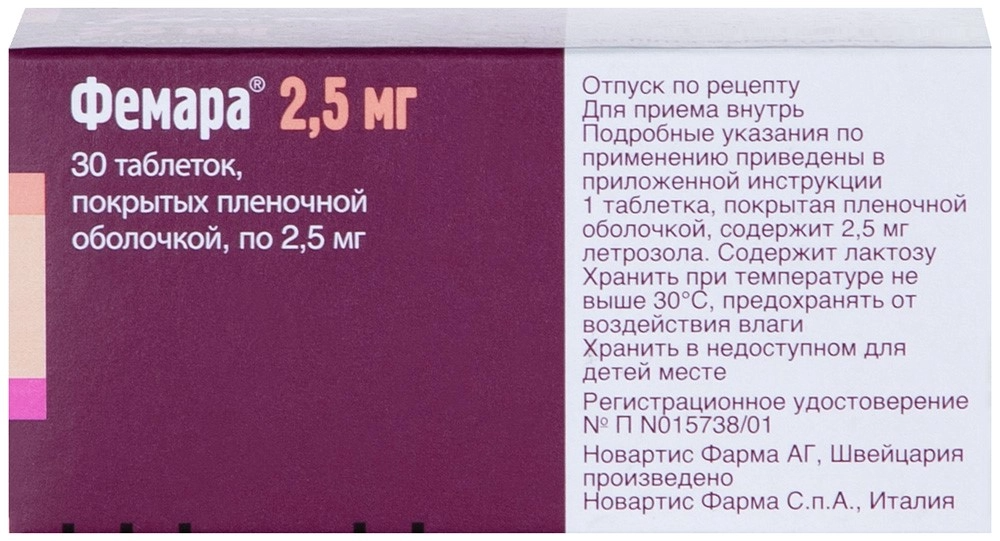 Фемара® 2,5 мг
30 таблеток,
покрытых пленочной
оболочкой, по 2,5 мг
Отпуск по рецепту
Для приема внутрь
Подробные указания по
применению приведены в
приложенной инструкции
1 таблетка, покрытая пленочной
оболочкой, содержит 2,5 мг
летрозола. Содержит лактозу
Хранить при температуре не
выше 30°С, предохранять от
воздействия влаги
Хранить в недоступном для
детей месте
Регистрационное удостоверение
№ П N015738/01
Новартис Фарма АГ, Швейцария
произведено
Новартис Фарма С.п.А., Италия